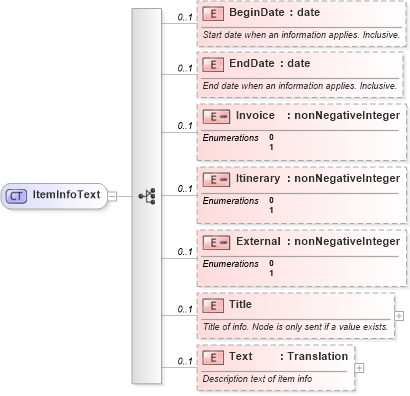 0..1
E BeginDate : date
Start date when an information applies. Inclusive.
0..1
E EndDate : date
End date when an information applies. Inclusive.
0..1
E Invoice : nonNegativeInteger
Enumerations 0
1
CT ItemInfoText
0..1
E Itinerary : nonNegativeInteger
Enumerations 0
1
0..1
E External : nonNegativeInteger
Enumerations 0
1
0..1
E Title
Title of info. Node is only sent if a value exists.
0..1
E Text : Translation
Description text of item info